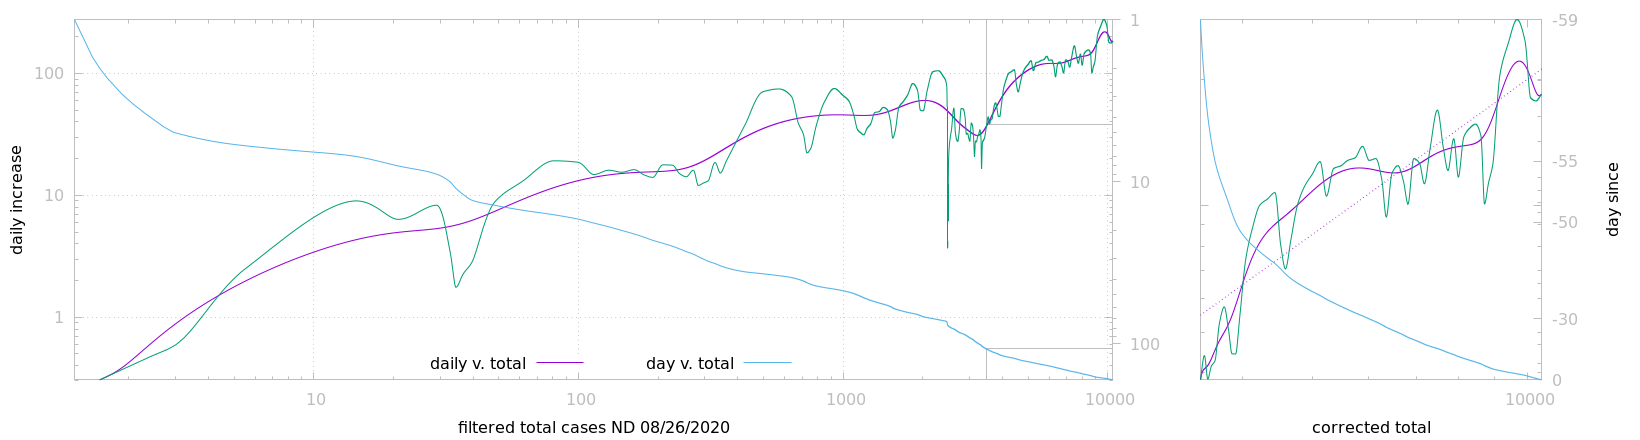 daily increase
100
10
1
daily v. total
day v. total
10
100
1000
10000
1
10
100
filtered total cases ND 08/26/2020
-59
-55
-50
-30
0
day since
10000
corrected total